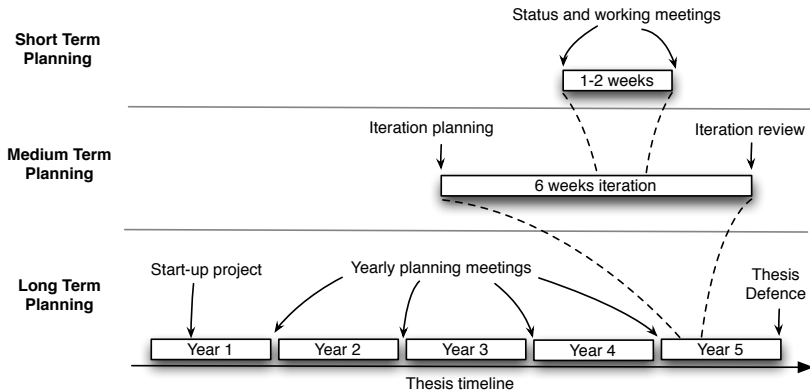 Status and working meetings
Short Term
Planning
1-2 weeks
Iteration planning
Iteration review
Medium Term
Planning
6 weeks iteration
Start-up project
Yearly planning meetings
Thesis
Defence
Long Term
Planning
Year 1
Year 2
Year 3
Year 4
Year 5
Thesis timeline